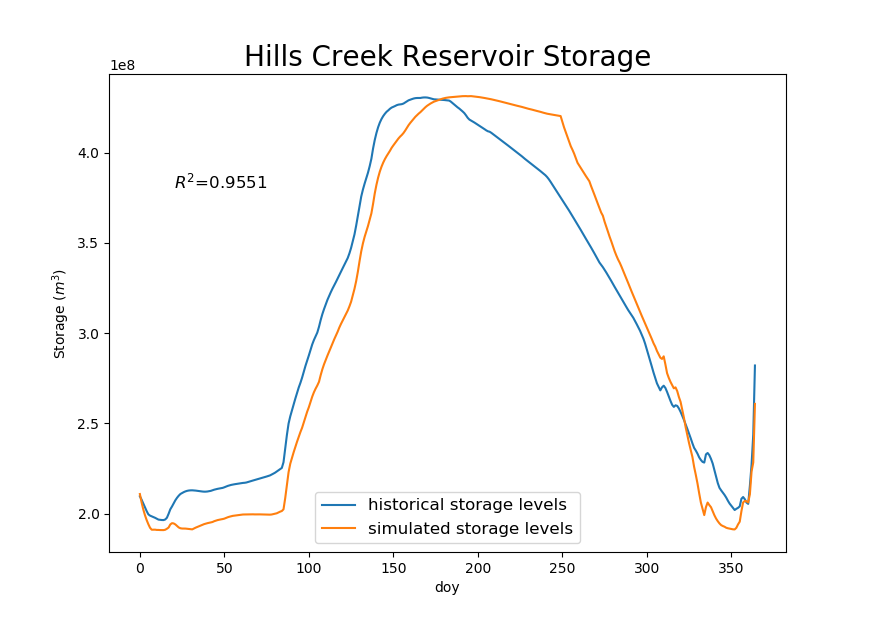 Hills Creek Reservoir Storage
1e8
4.0
3.5
3.0
2.5
2.0
Storage (m³)
R²=0.9551
historical storage levels
simulated storage levels
0 50 100 150 200 250 300 350
doy